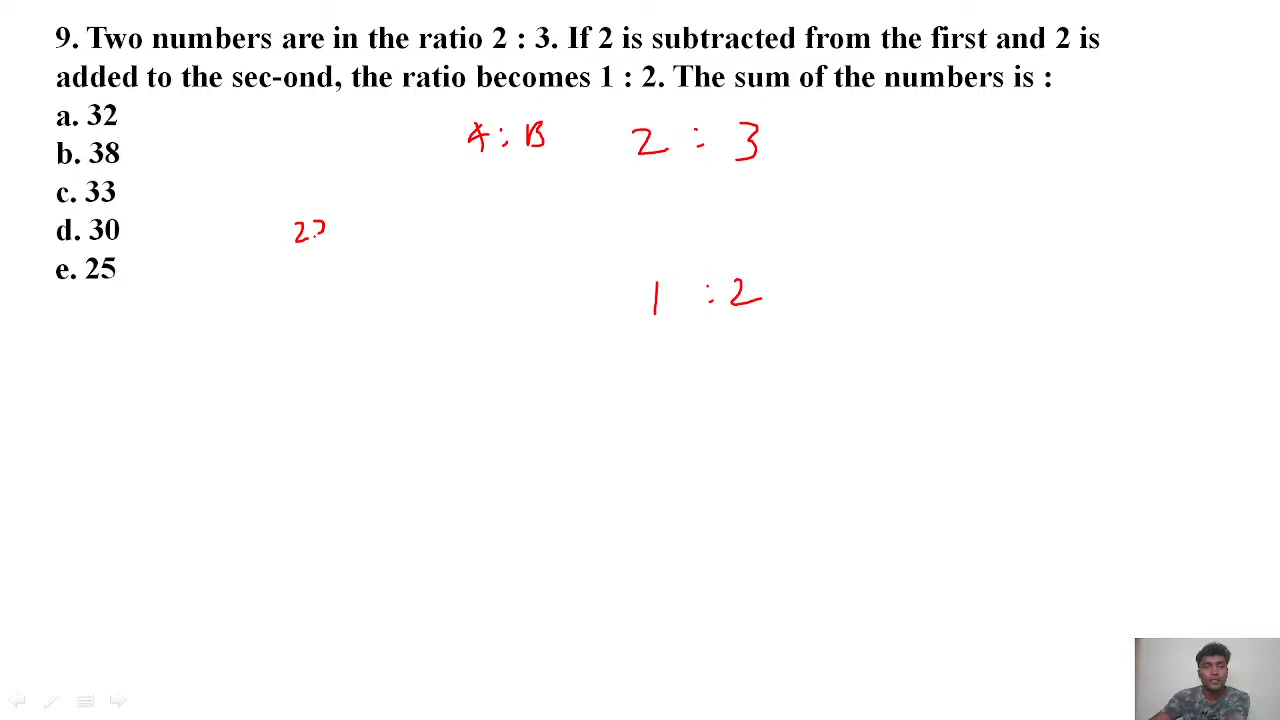 9. Two numbers are in the ratio 2 : 3. If 2 is subtracted from the first and 2 is
added to the sec-ond, the ratio becomes 1 : 2. The sum of the numbers is :
a. 32
A : B 2 : 3
b. 38
c. 33
d. 30
2
e. 25
1 : 2